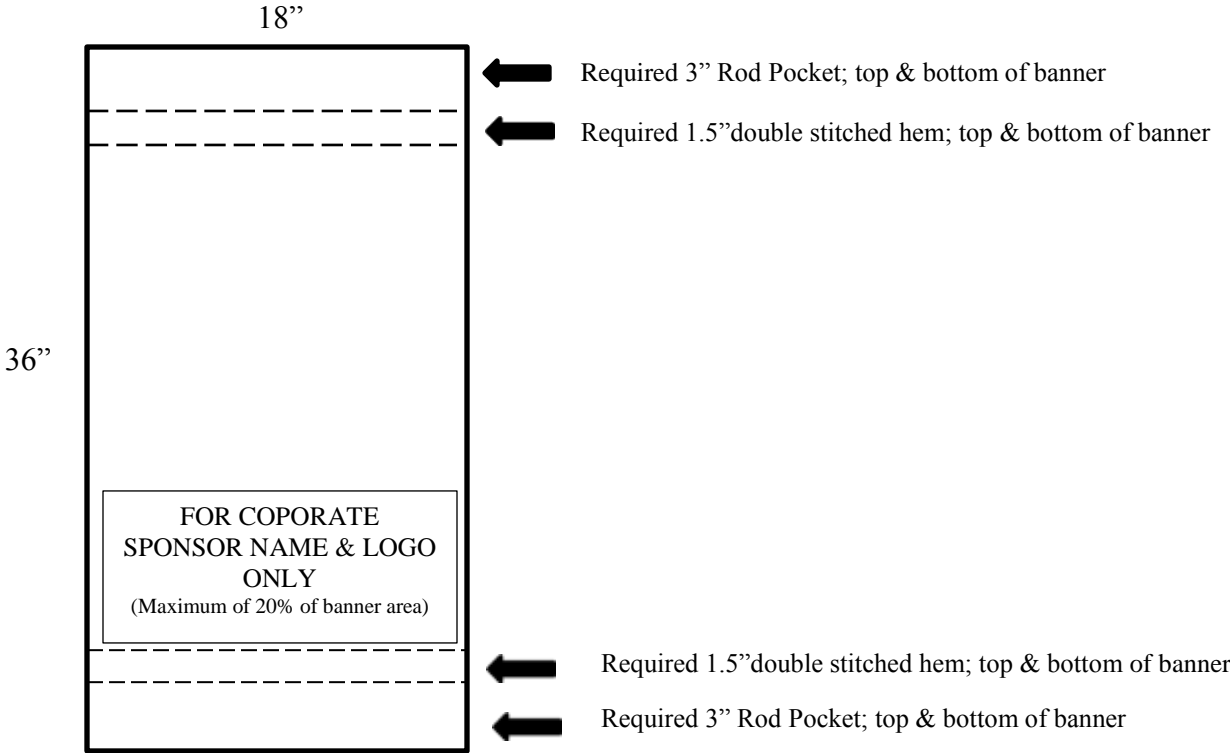 18”
Required 3” Rod Pocket; top & bottom of banner
Required 1.5”double stitched hem; top & bottom of banner
36”
FOR COPORATE
SPONSOR NAME & LOGO
ONLY
(Maximum of 20% of banner area)
Required 1.5”double stitched hem; top & bottom of banner
Required 3” Rod Pocket; top & bottom of banner